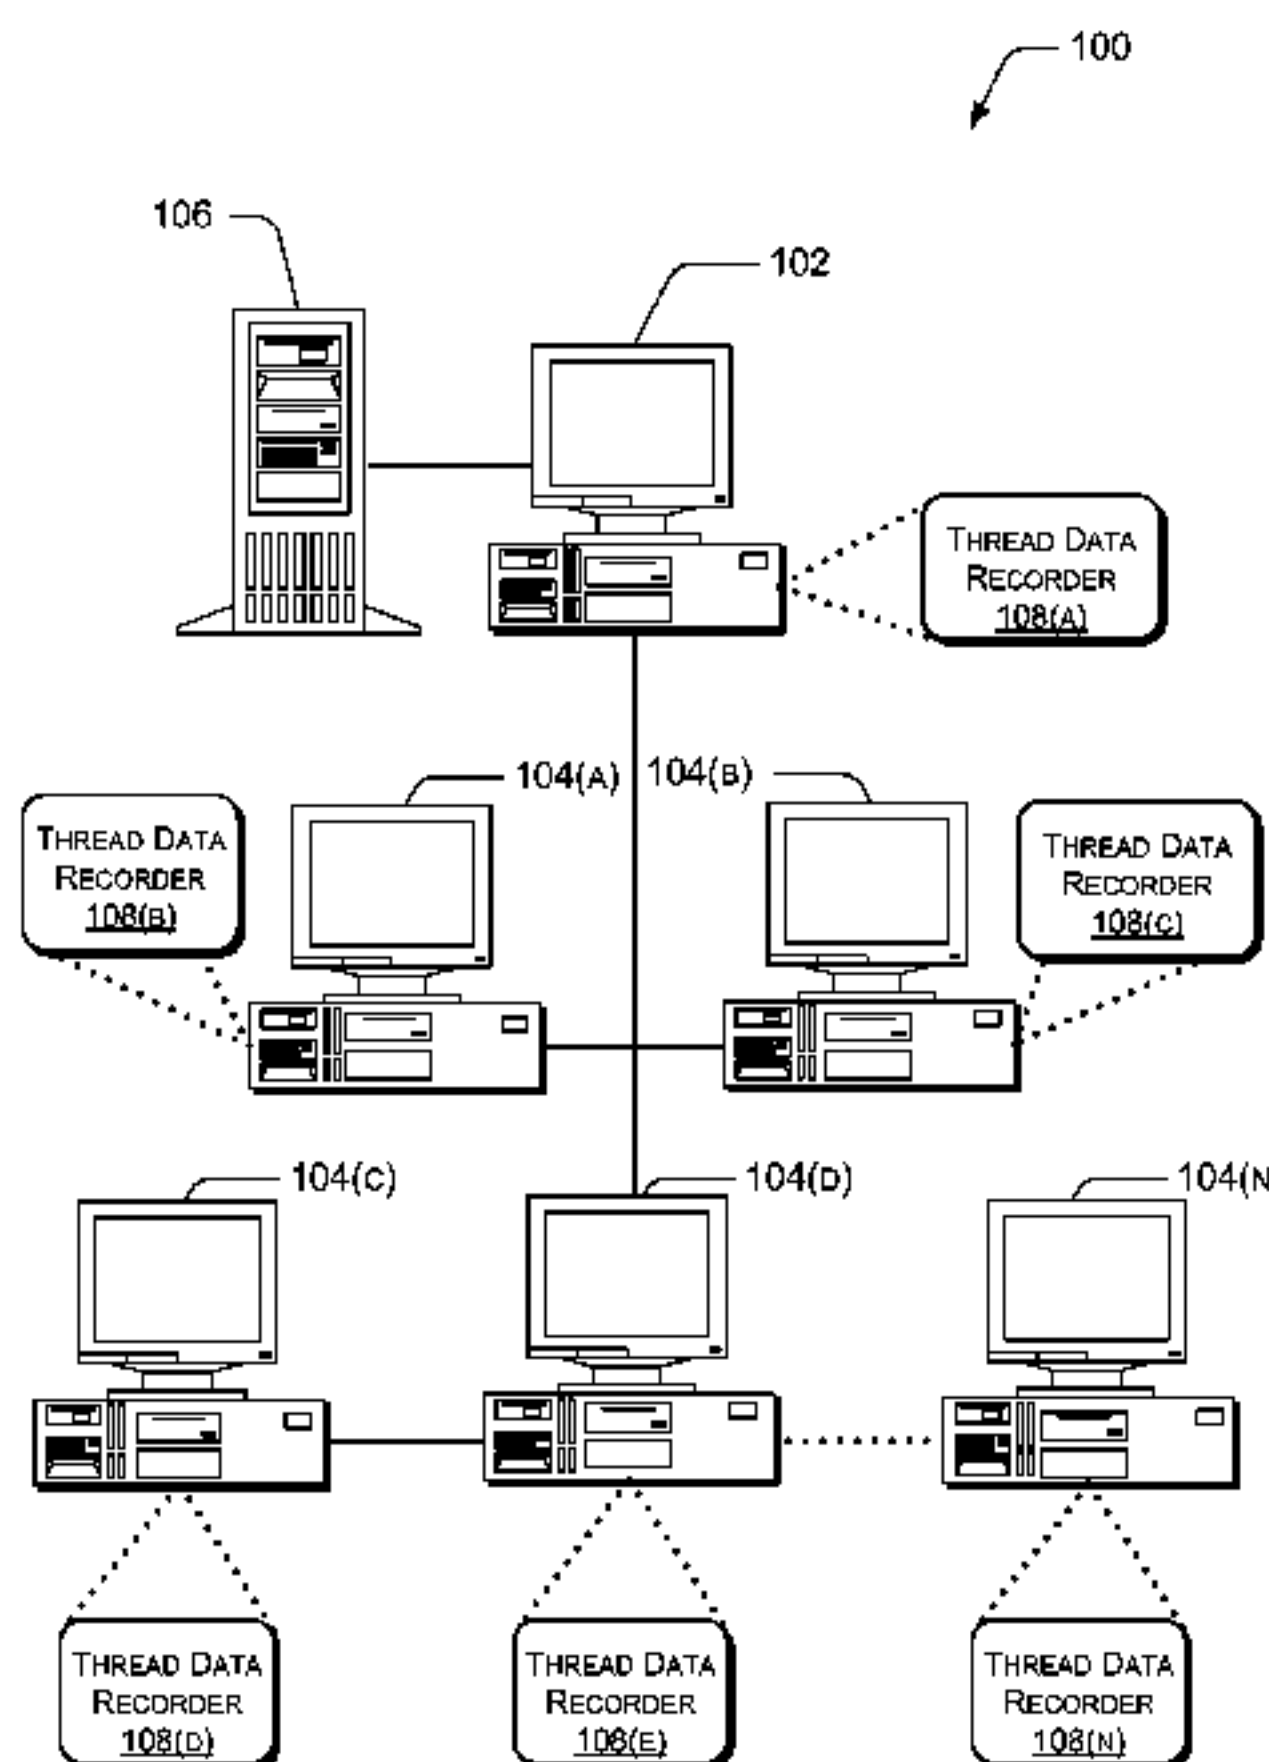 100
106
102
THREAD DATA
RECORDER
108(A)
104(A)
104(B)
THREAD DATA
RECORDER
108(B)
THREAD DATA
RECORDER
108(C)
104(C)
104(D)
104(N
THREAD DATA
RECORDER
108(D)
THREAD DATA
RECORDER
108(E)
THREAD DATA
RECORDER
108(N)